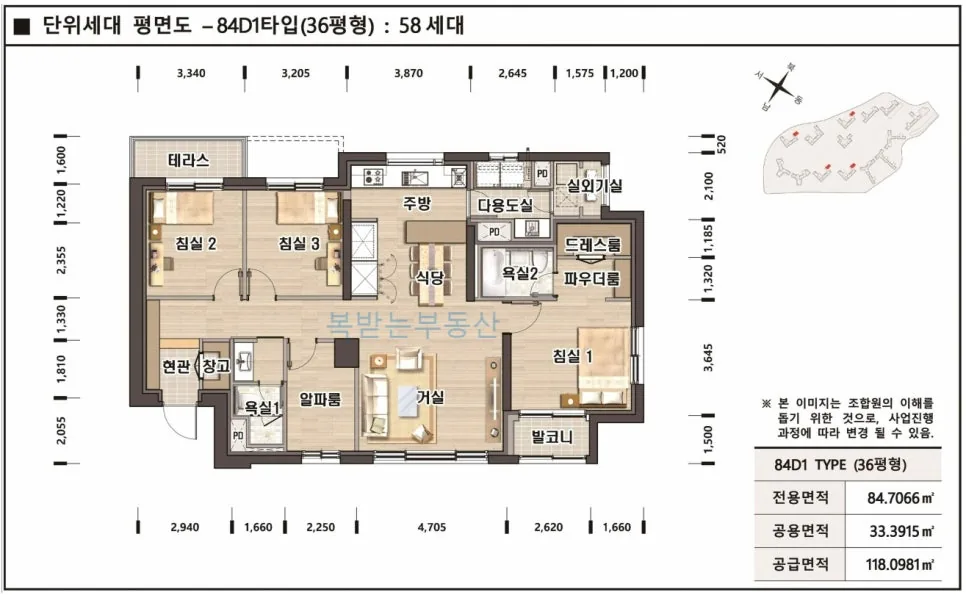 ■ 단위세대 평면도 – 84D1타입(36평형) : 58세대
3,340 3,205 3,870 2,645 1,575 1,200
1,600
1,220
2,355
1,330
1,810
2,055
520
2,100
1,185
1,320
3,645
1,500
테라스
침실 2
침실 3
주방
PD
실외기실
다용도실
PD
드레스룸
식당
욕실2
파우더룸
복받는부동산
현관
창고
침실 1
욕실1
알파룸
거실
PD
발코니
2,940 1,660 2,250 4,705 2,620 1,660
※ 본 이미지는 조합원의 이해를
돕기 위한 것으로, 사업진행
과정에 따라 변경 될 수 있음.
84D1 TYPE (36평형)
전용면적 84.7066㎡
공용면적 33.3915㎡
공급면적 118.0981㎡